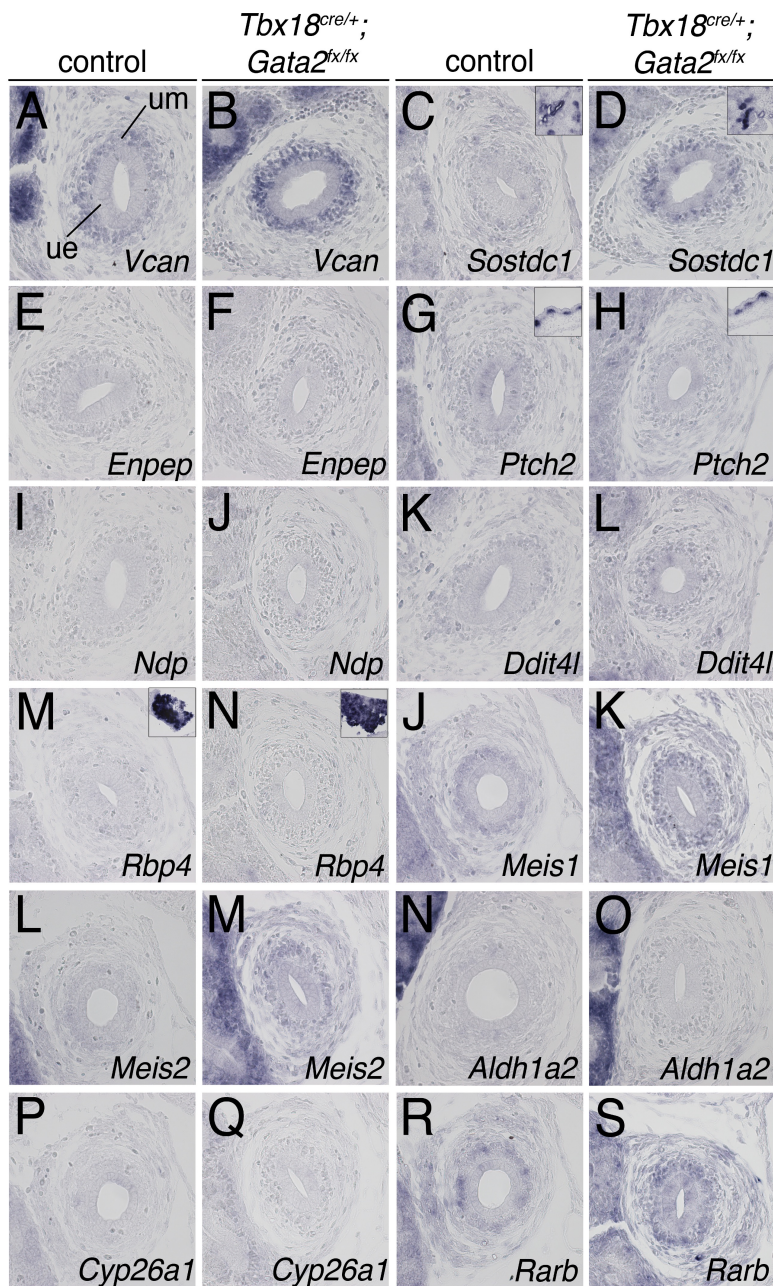 Tbx18cre/+;
Gata2fx/fx
control
Tbx18cre/+;
Gata2fx/fx
control
A
um
ue
Vcan
B
Vcan
C
Sostdc1
D
Sostdc1
E
Enpep
F
Enpep
G
Ptch2
H
Ptch2
I
Ndp
J
Ndp
K
Ddit4l
L
Ddit4l
M
Rbp4
N
Rbp4
J
Meis1
K
Meis1
L
Meis2
M
Meis2
N
Aldh1a2
O
Aldh1a2
P
Cyp26a1
Q
Cyp26a1
R
Rarb
S
Rarb